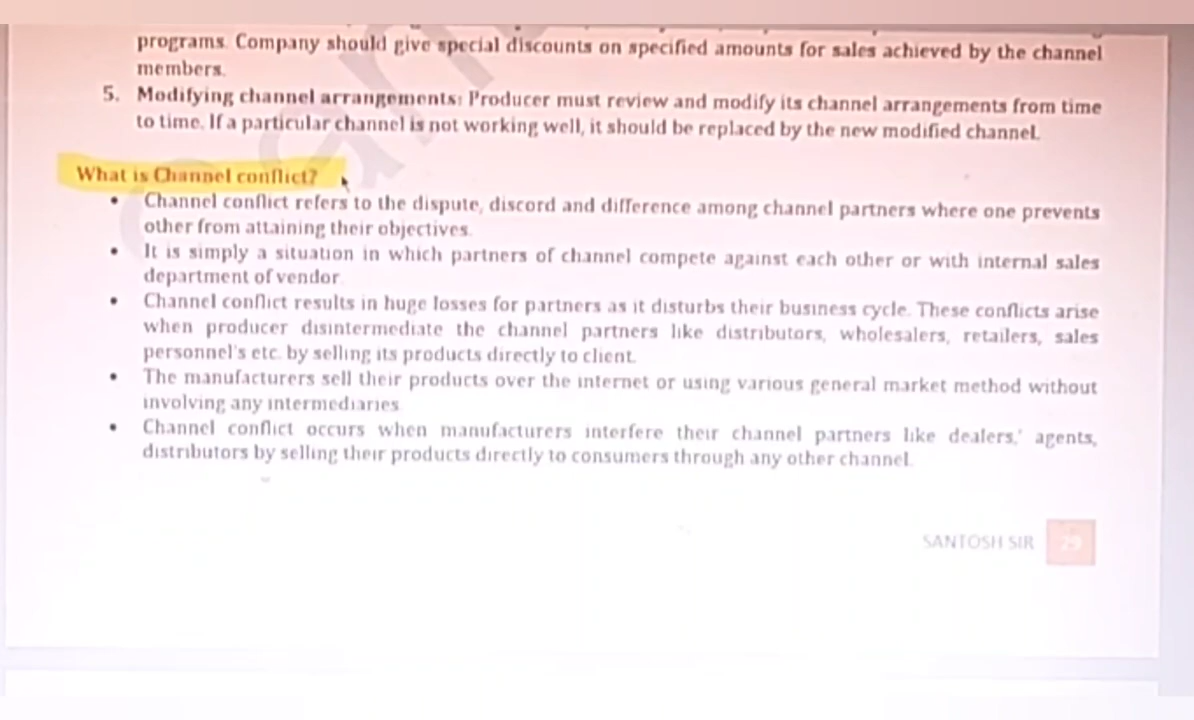 programs. Company should give special discounts on specified amounts for sales achieved by the channel
members.
5. Modifying channel arrangements: Producer must review and modify its channel arrangements from time
to time. If a particular channel is not working well, it should be replaced by the new modified channel.
What is Channel conflict?
• Channel conflict refers to the dispute, discord and difference among channel partners where one prevents
other from attaining their objectives.
• It is simply a situation in which partners of channel compete against each other or with internal sales
department of vendor.
• Channel conflict results in huge losses for partners as it disturbs their business cycle. These conflicts arise
when producer disintermediate the channel partners like distributors, wholesalers, retailers, sales
personnel's etc. by selling its products directly to client.
• The manufacturers sell their products over the internet or using various general market method without
involving any intermediaries.
• Channel conflict occurs when manufacturers interfere their channel partners like dealers,' agents,
distributors by selling their products directly to consumers through any other channel.
SANTOSH SIR 29